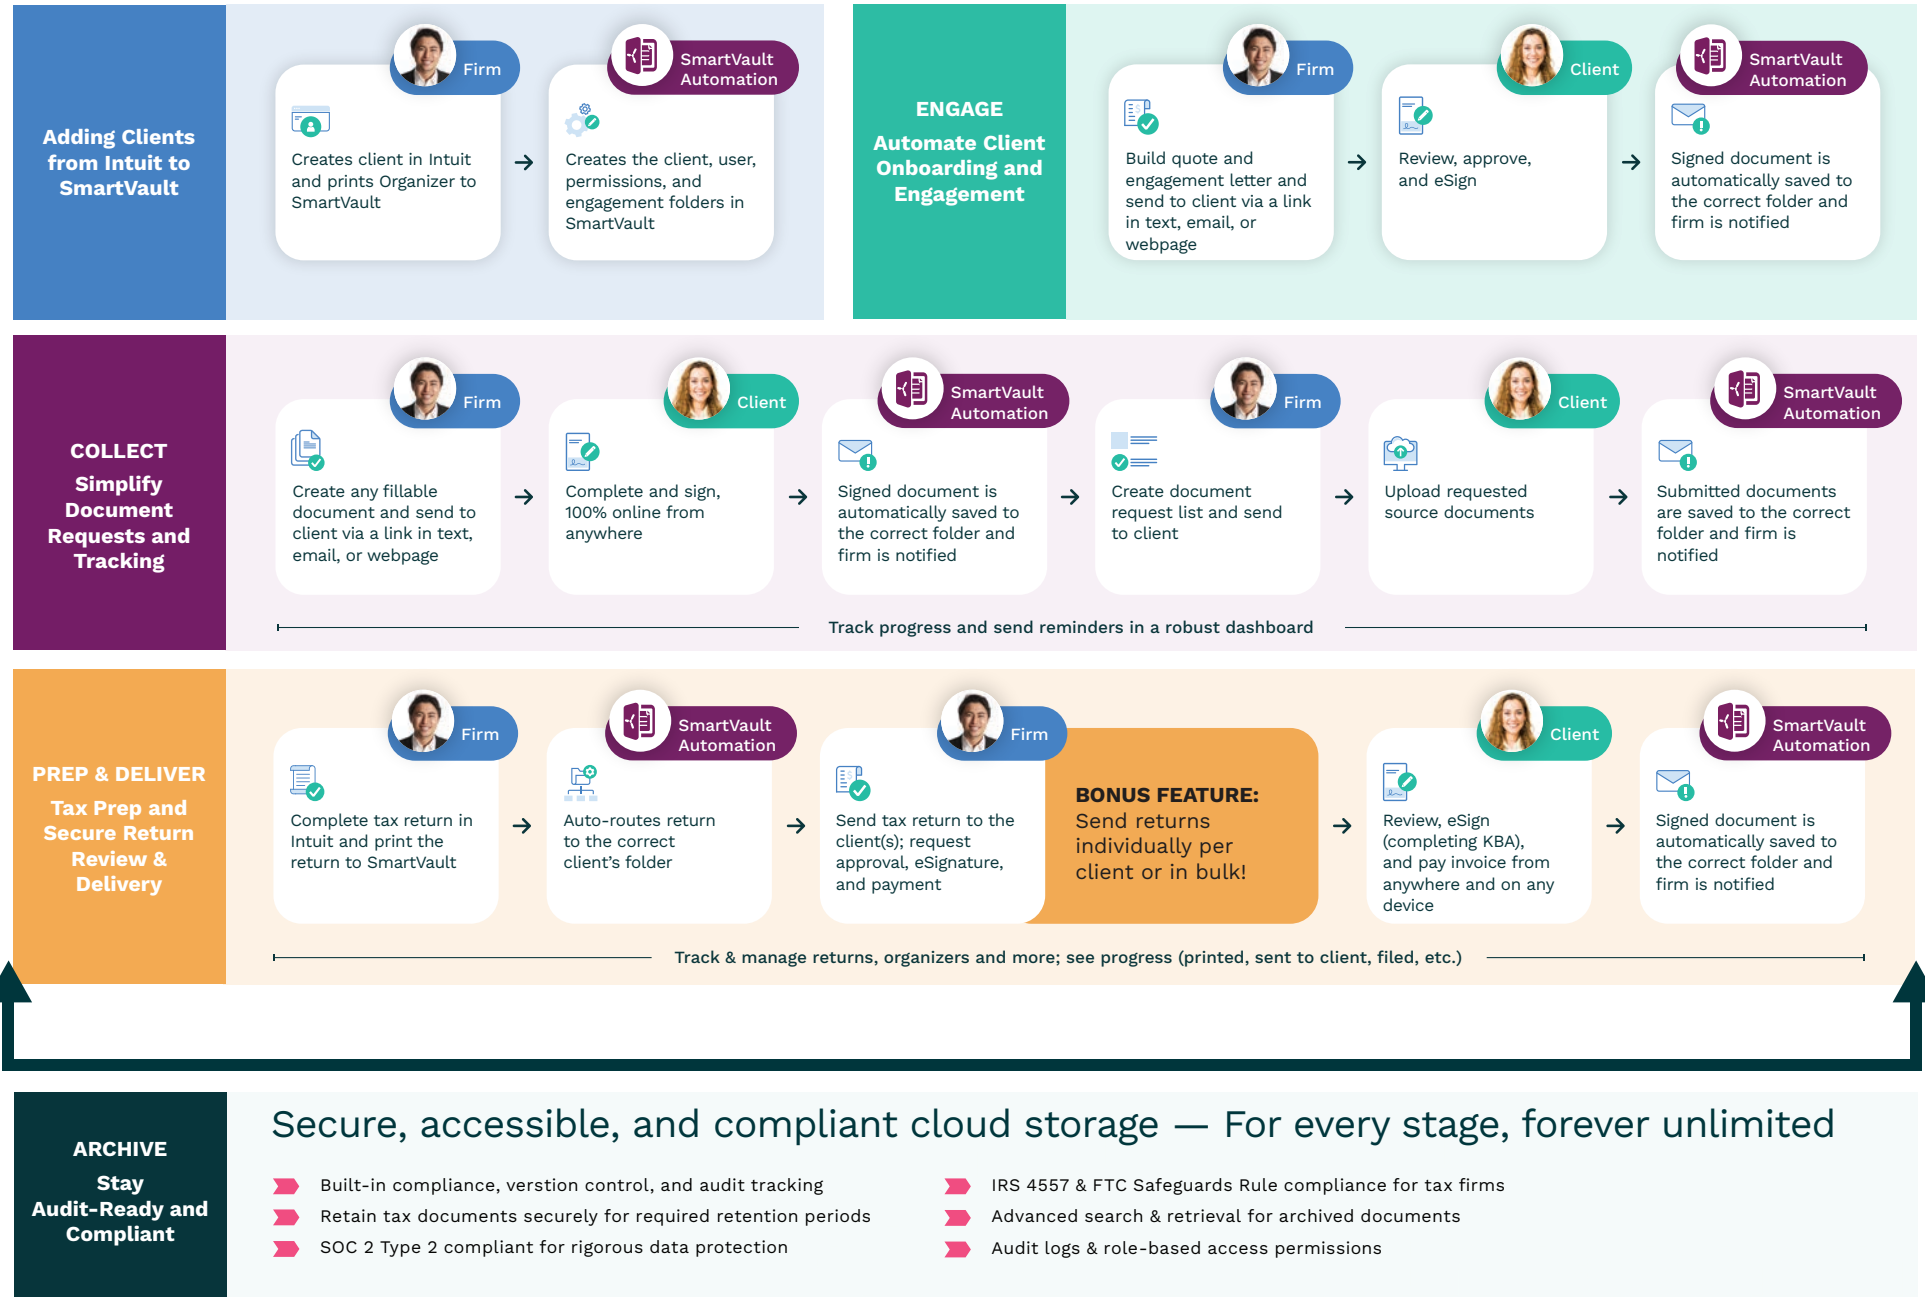 Adding Clients
from Intuit to
SmartVault
Firm
Creates client in Intuit
and prints Organizer to
SmartVault
SmartVault
Automation
Creates the client, user,
permissions, and
engagement folders in
SmartVault
ENGAGE
Automate Client
Onboarding and
Engagement
Firm
Build quote and
engagement letter and
send to client via a link
in text, email, or
webpage
Client
Review, approve,
and eSign
SmartVault
Automation
Signed document is
automatically saved to
the correct folder and
firm is notified
COLLECT
Simplify
Document
Requests and
Tracking
Firm
Create any fillable
document and send to
client via a link in text,
email, or webpage
Client
Complete and sign,
100% online from
anywhere
SmartVault
Automation
Signed document is
automatically saved to
the correct folder and
firm is notified
Firm
Create document
request list and send
to client
Client
Upload requested
source documents
SmartVault
Automation
Submitted documents
are saved to the correct
folder and firm is
notified
Track progress and send reminders in a robust dashboard
PREP & DELIVER
Tax Prep and
Secure Return
Review &
Delivery
Firm
Complete tax return in
Intuit and print the
return to SmartVault
SmartVault
Automation
Auto-routes return
to the correct
client's folder
Firm
Send tax return to the
client(s); request
approval, eSignature,
and payment
BONUS FEATURE:
Send returns
individually per
client or in bulk!
Client
Review, eSign
(completing KBA),
and pay invoice from
anywhere and on any
device
SmartVault
Automation
Signed document is
automatically saved to
the correct folder and
firm is notified
Track & manage returns, organizers and more; see progress (printed, sent to client, filed, etc.)
ARCHIVE
Stay
Audit-Ready and
Compliant
Secure, accessible, and compliant cloud storage — For every stage, forever unlimited
Built-in compliance, verstion control, and audit tracking
Retain tax documents securely for required retention periods
SOC 2 Type 2 compliant for rigorous data protection
IRS 4557 & FTC Safeguards Rule compliance for tax firms
Advanced search & retrieval for archived documents
Audit logs & role-based access permissions